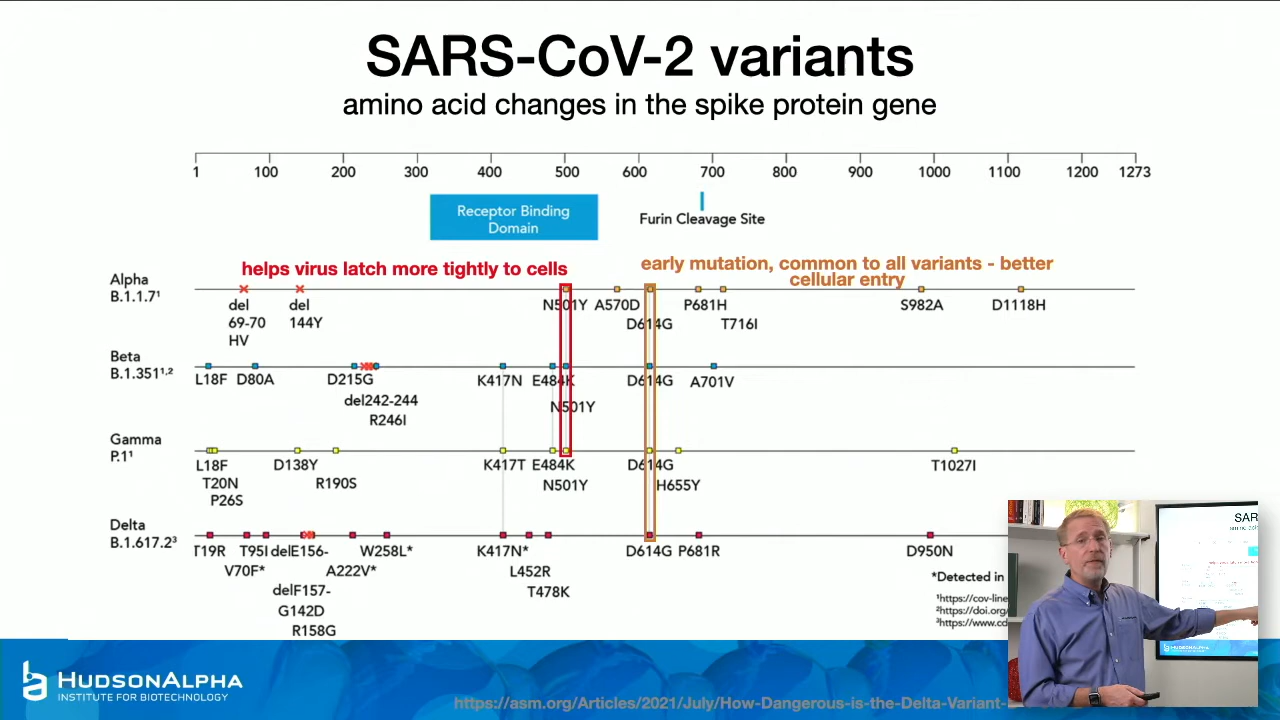 SARS-CoV-2 variants
amino acid changes in the spike protein gene
1 100 200 300 400 500 600 700 800 900 1000 1100 1200 1273
Receptor Binding
Domain
Furin Cleavage Site
helps virus latch more tightly to cells
early mutation, common to all variants - better
cellular entry
Alpha
B.1.1.7¹
del
69-70
HV
del
144Y
N501Y A570D
D614G
P681H
T716I
S982A
D1118H
Beta
B.1.351¹,²
L18F D80A
D215G
del242-244
R246I
K417N E484K
N501Y
D614G
A701V
Gamma
P.1¹
L18F
T20N
P26S
D138Y
R190S
K417T E484K
N501Y
D614G
H655Y
T1027I
Delta
B.1.617.2³
T19R
T95I
V70F*
delE156-
delF157-
G142D
R158G
W258L*
A222V*
K417N*
L452R
T478K
D614G P681R
D950N
*Detected in
¹https://cov-line
²https://doi.org/
³https://www.cd
HUDSONALPHA
INSTITUTE FOR BIOTECHNOLOGY
https://asm.org/Articles/2021/July/How-Dangerous-is-the-Delta-Variant-
SAR
HUDSONALPHA